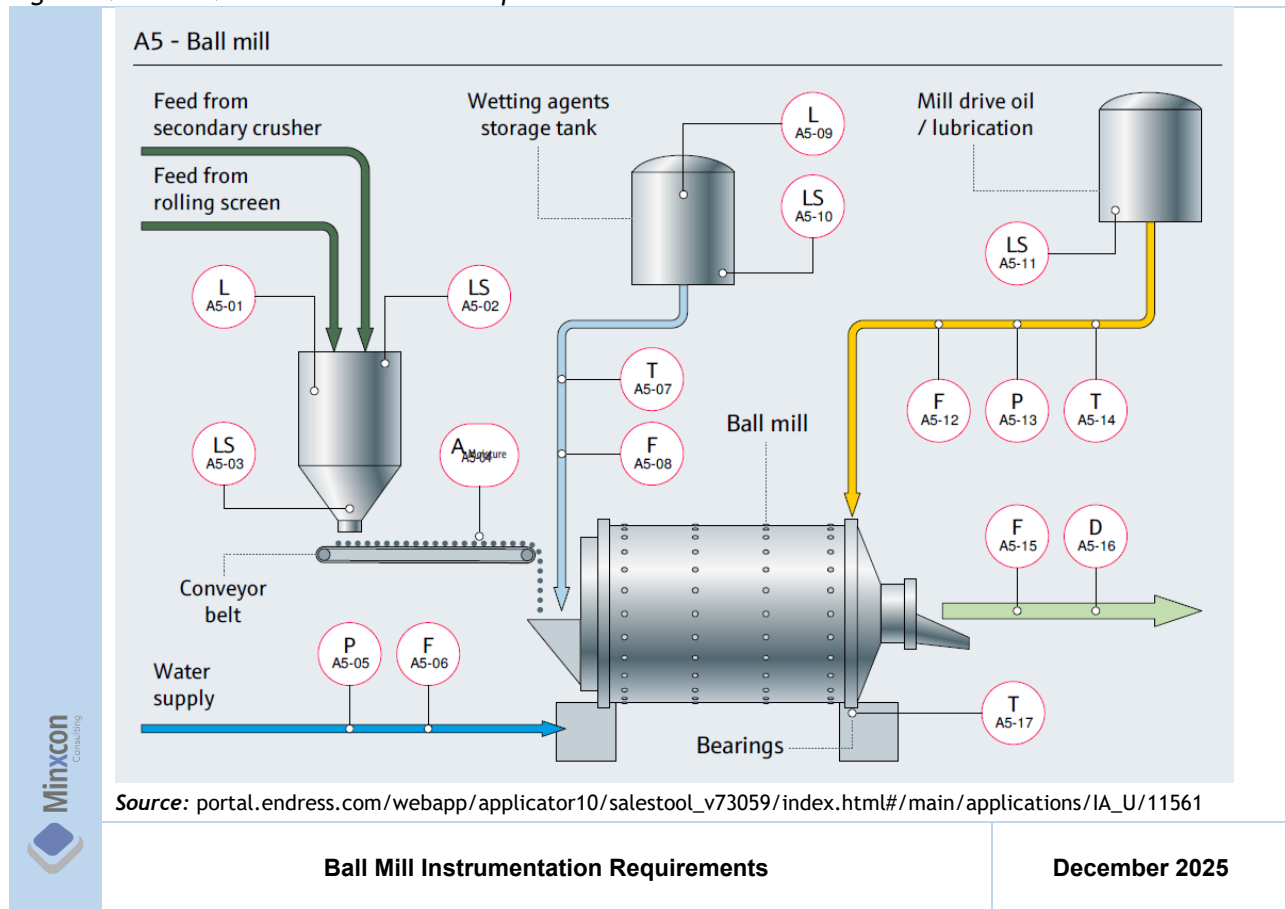 A5 - Ball mill
Feed from
secondary crusher
Feed from
rolling screen
Wetting agents
storage tank
Mill drive oil
/ lubrication
L
A5-09
LS
A5-10
LS
A5-11
L
A5-01
LS
A5-02
LS
A5-03
A
Moisture
A5-04
T
A5-07
F
A5-08
F
A5-12
P
A5-13
T
A5-14
Ball mill
F
A5-15
D
A5-16
Conveyor
belt
Water
supply
P
A5-05
F
A5-06
T
A5-17
Bearings
Minxcon
Consulting
Source: portal.endress.com/webapp/applicator10/salestool_v73059/index.html#/main/applications/IA_U/11561
Ball Mill Instrumentation Requirements
December 2025